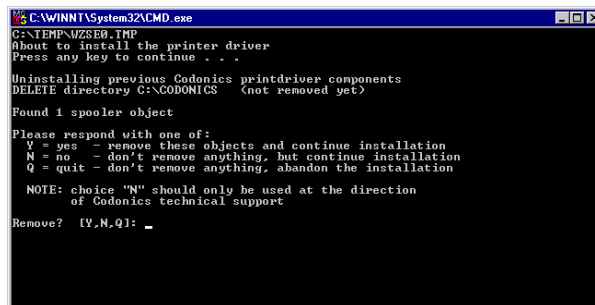 C:\WINNT\System32\CMD.exe
C:\TEMP\WZSE0.TMP
About to install the printer driver
Press any key to continue . . .
Uninstalling previous Codonics printdriver components
DELETE directory C:\CODONICS   (not removed yet)
Found 1 spooler object
Please respond with one of:
Y = yes  - remove these objects and continue installation
N = no   - don't remove anything, but continue installation
Q = quit - don't remove anything, abandon the installation
NOTE: choice "N" should only be used at the direction
of Codonics technical support
Remove?  [Y,N,Q]: _